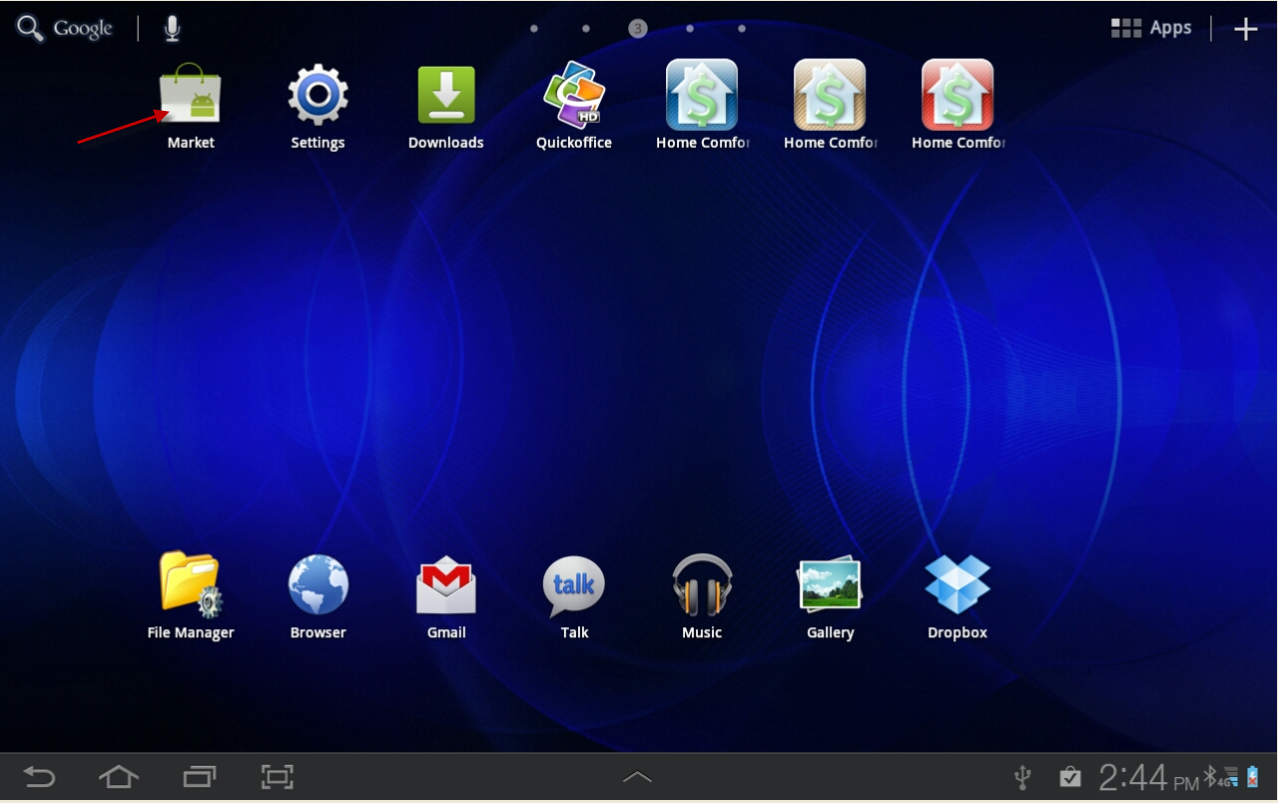 Google 3 Apps
HD
Market Settings Downloads Quickoffice Home Comfor Home Comfor Home Comfor
talk
File Manager Browser Gmail Talk Music Gallery Dropbox
2:44 PM 4G